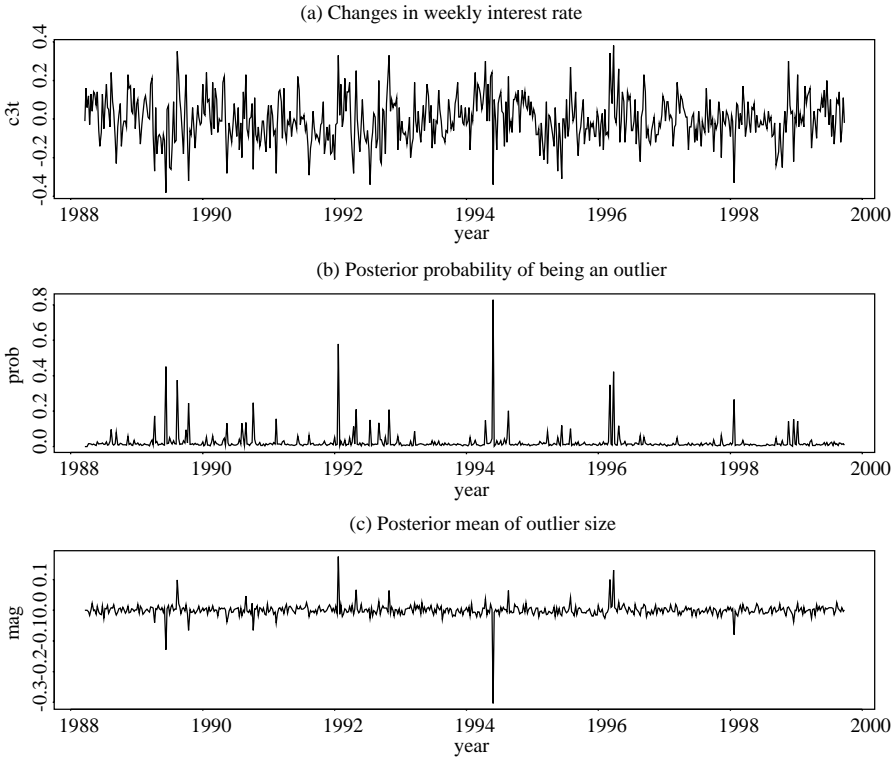 (a) Changes in weekly interest rate
c3t
-0.4 -0.2 0.0 0.2 0.4
1988 1990 1992 1994 1996 1998 2000
year
(b) Posterior probability of being an outlier
prob
0.0 0.2 0.4 0.6 0.8
1988 1990 1992 1994 1996 1998 2000
year
(c) Posterior mean of outlier size
mag
-0.3-0.2-0.10.0 0.1
1988 1990 1992 1994 1996 1998 2000
year